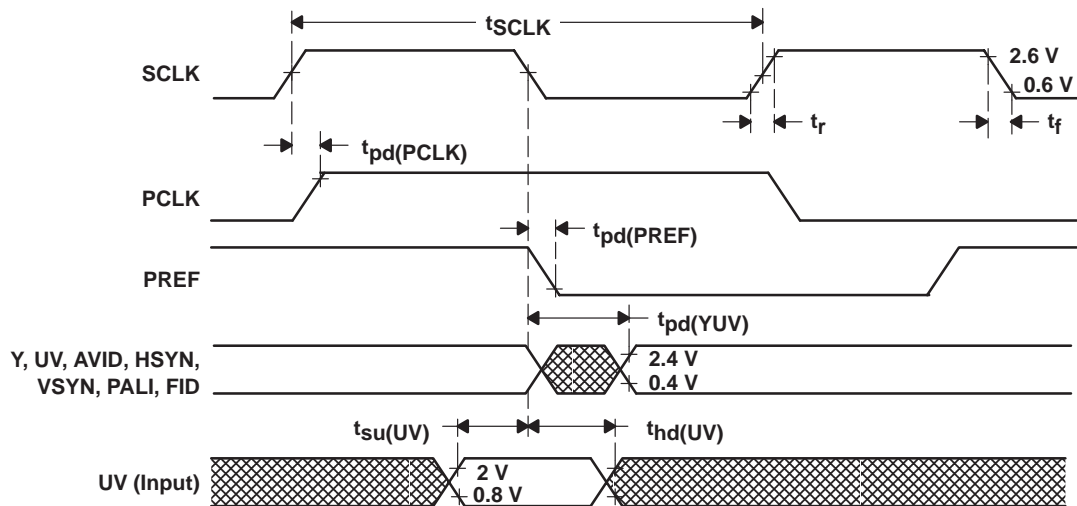 tSCLK
SCLK
2.6 V
0.6 V
tr
tf
tpd(PCLK)
PCLK
tpd(PREF)
PREF
tpd(YUV)
Y, UV, AVID, HSYN,
VSYN, PALI, FID
2.4 V
0.4 V
tsu(UV)
thd(UV)
UV (Input)
2 V
0.8 V